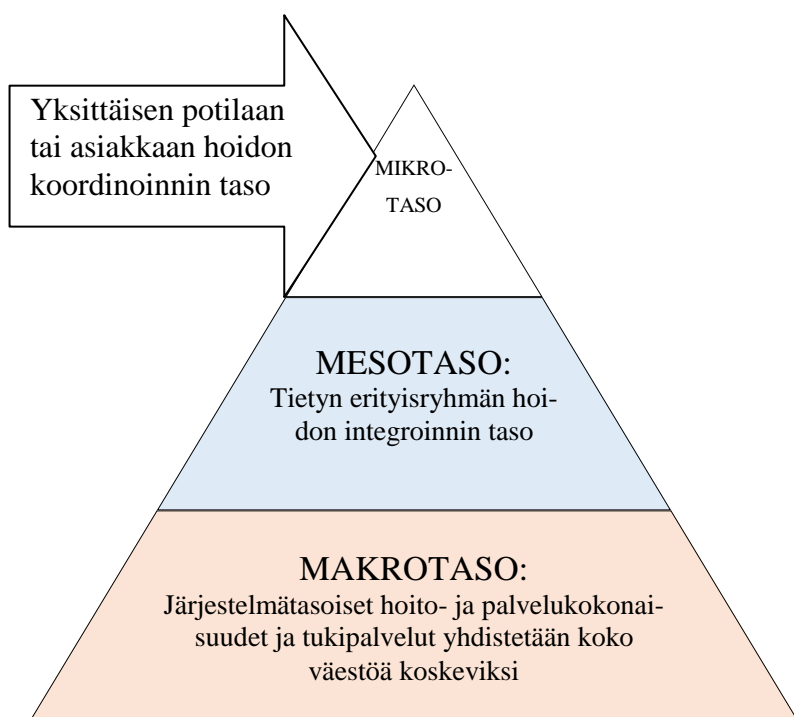 Yksittäisen potilaan
tai asiakkaan hoidon
koordinoinnin taso
MIKRO-
TASO
MESOTASO:
Tietyn erityisryhmän hoi-
don integroinnin taso
MAKROTASO:
Järjestelmätasoiset hoito- ja palvelukokonai-
suudet ja tukipalvelut yhdistetään koko
väestöä koskeviksi